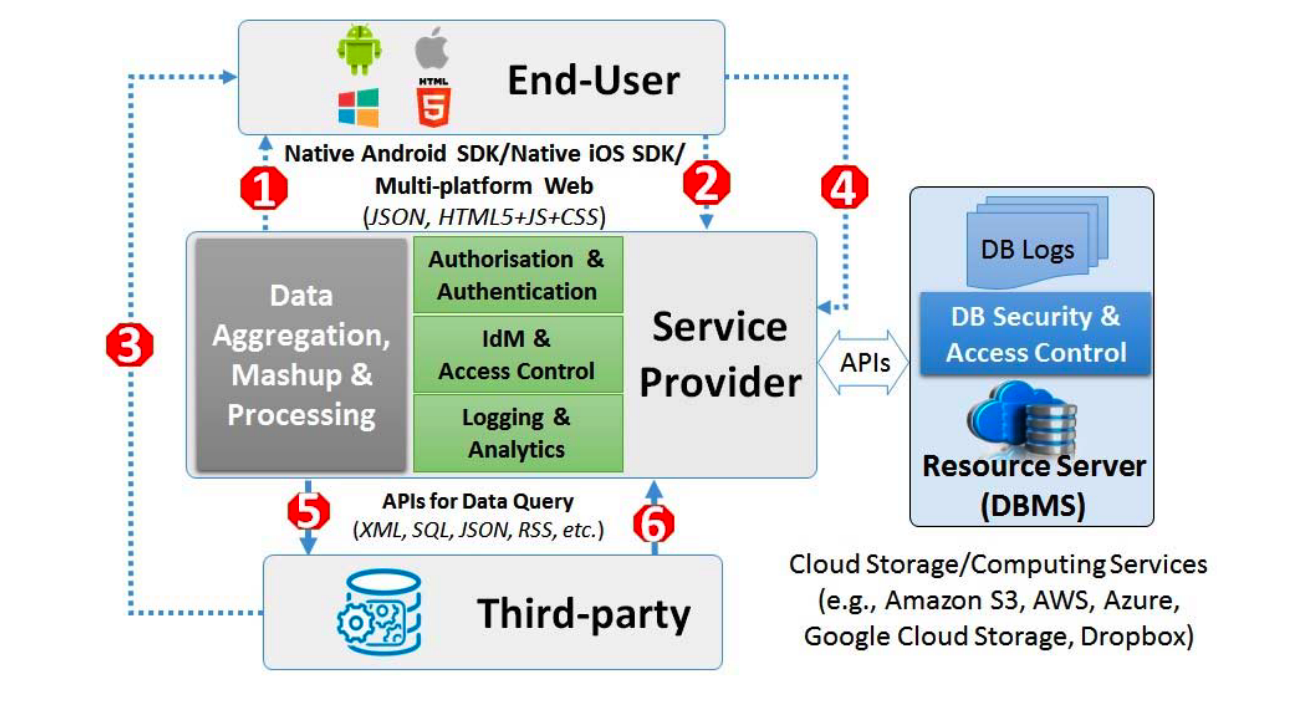 HTML
5
End-User
Native Android SDK/Native iOS SDK/
Multi-platform Web
(JSON, HTML5+JS+CSS)
1
2
3
4
Data
Aggregation,
Mashup &
Processing
Authorisation &
Authentication
IdM &
Access Control
Logging &
Analytics
Service
Provider
APIs
DB Logs
DB Security &
Access Control
Resource Server
(DBMS)
5
APIs for Data Query
(XML, SQL, JSON, RSS, etc.)
6
Third-party
Cloud Storage/Computing Services
(e.g., Amazon S3, AWS, Azure,
Google Cloud Storage, Dropbox)